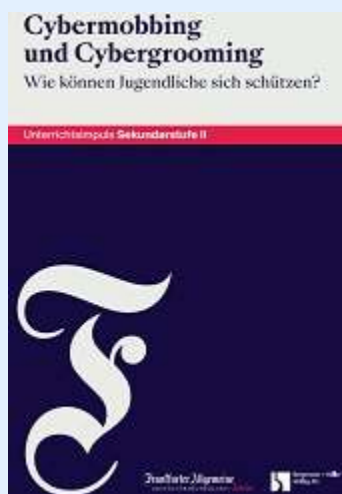 Cybermobbing
und Cybergrooming
Wie können Jugendliche sich schützen?
Unterrichtsimpuls Sekundarstufe II
F
Frankfurter Allgemeine